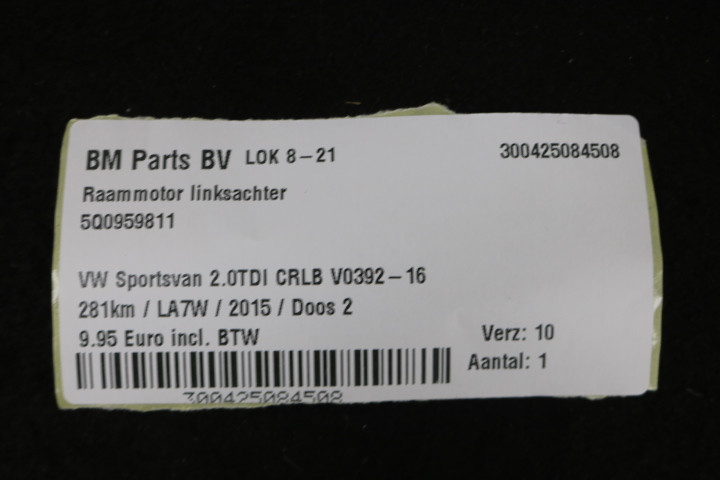 BM Parts BV LOK 8-21 300425084508
Raammotor linksachter
5Q0959811
VW Sportsvan 2.0TDI CRLB V0392-16
281km / LA7W / 2015 / Doos 2
9.95 Euro incl. BTW Verz: 10
Aantal: 1
300425084508